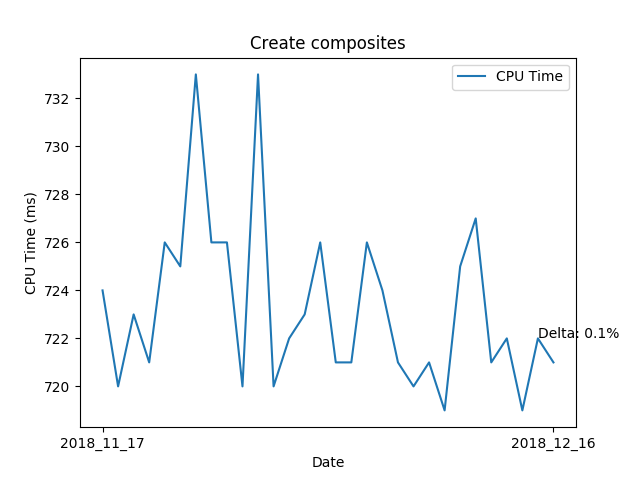 Create composites
CPU Time
732
730
728
726
724
722
720
CPU Time (ms)
Delta: 0.1%
2018_11_17
2018_12_16
Date